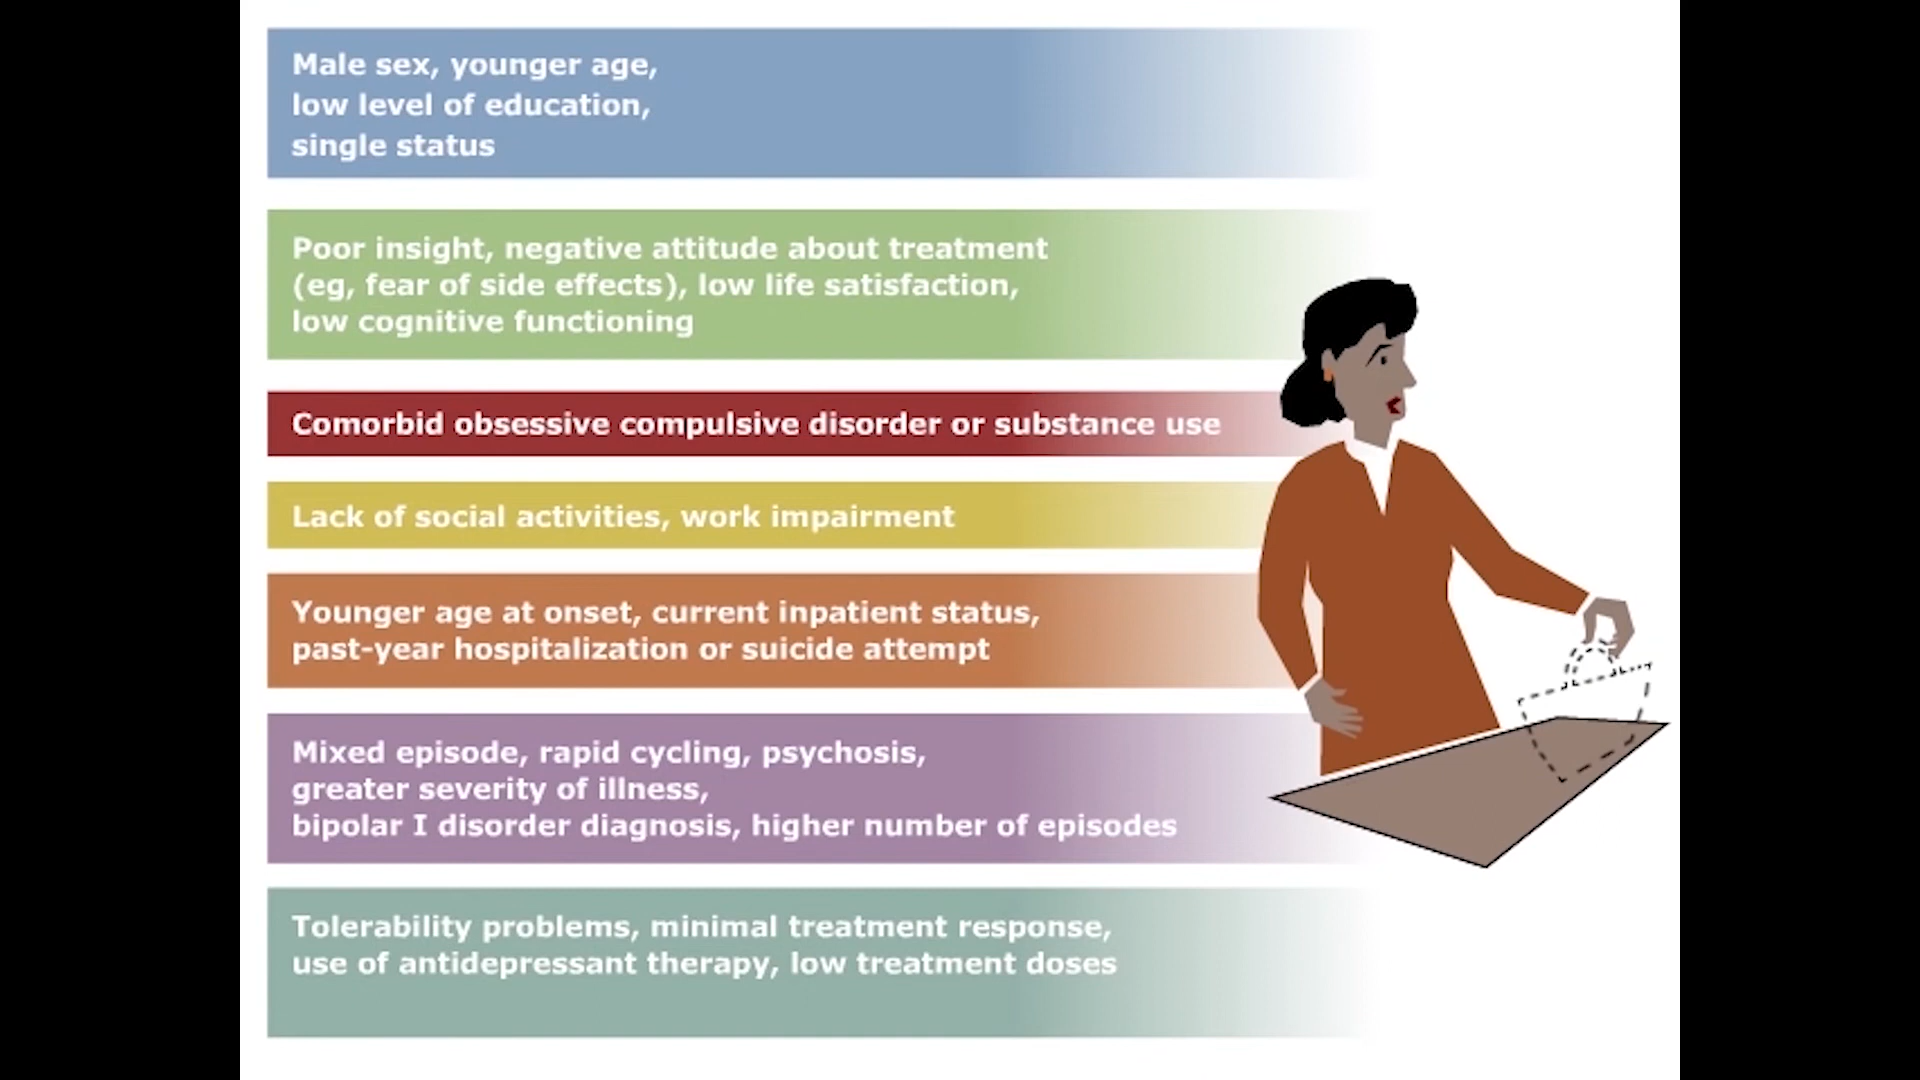 Male sex, younger age,
low level of education,
single status
Poor insight, negative attitude about treatment
(eg, fear of side effects), low life satisfaction,
low cognitive functioning
Comorbid obsessive compulsive disorder or substance use
Lack of social activities, work impairment
Younger age at onset, current inpatient status,
past-year hospitalization or suicide attempt
Mixed episode, rapid cycling, psychosis,
greater severity of illness,
bipolar I disorder diagnosis, higher number of episodes
Tolerability problems, minimal treatment response,
use of antidepressant therapy, low treatment doses